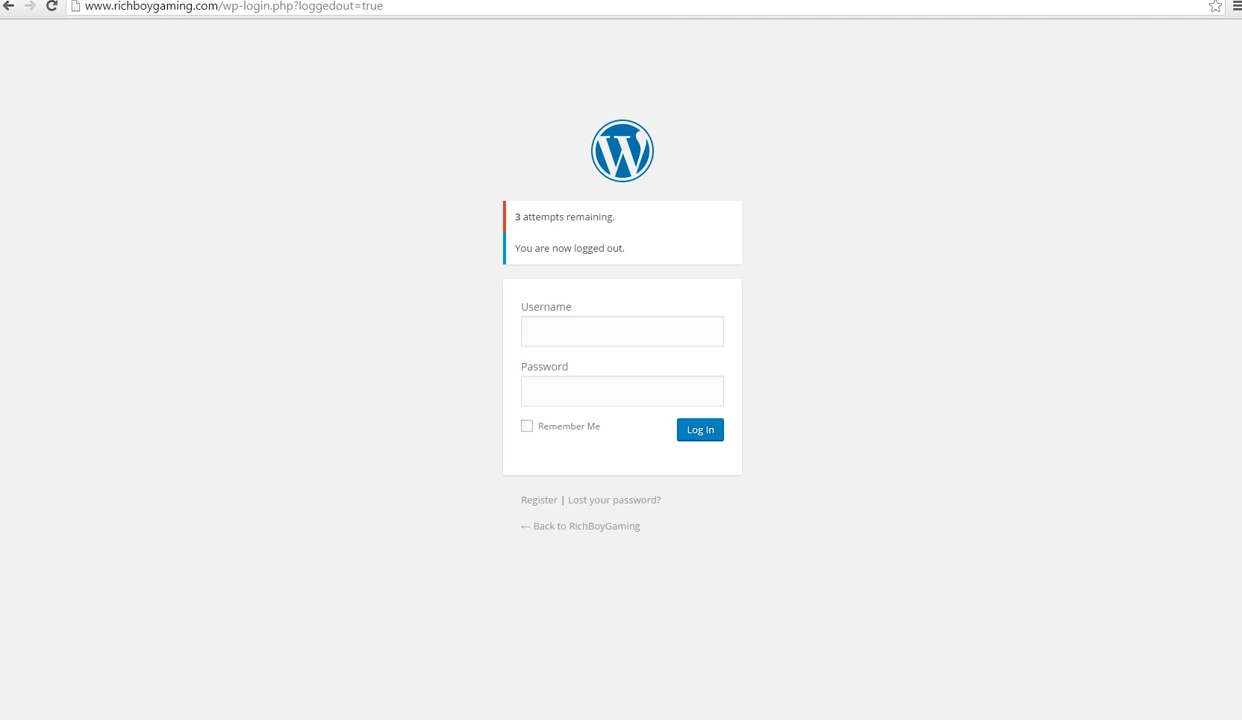 www.richboygaming.com/wp-login.php?loggedout=true
3 attempts remaining.
You are now logged out.
Username
Password
Remember Me
Log In
Register | Lost your password?
← Back to RichBoyGaming